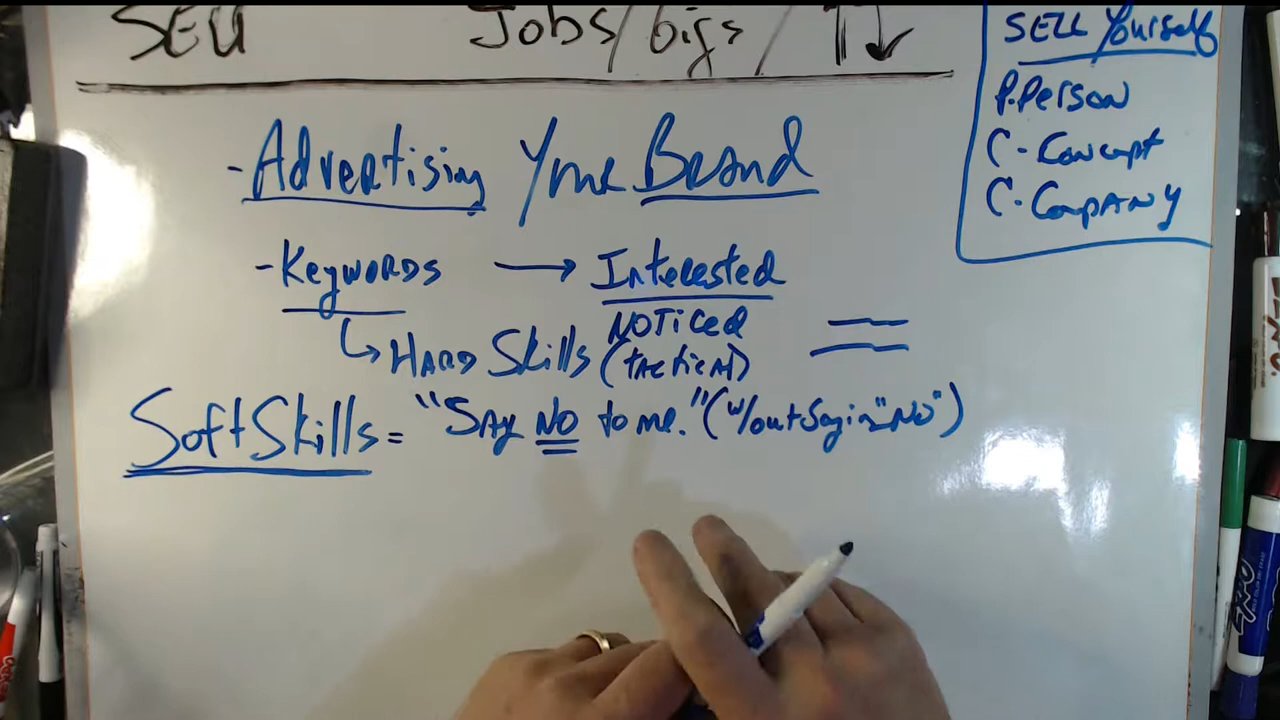 SELL Jobs/Gigs/↑↓
- Advertising Your Brand
- Keywords → Interested
NOTiCed
↳ HARD Skills (tActicAl)
Soft Skills = "SAy NO to me." (w/out Sayin "No")
SELL Yourself
P. Person
C - Concept
C - CompANY
EXPO